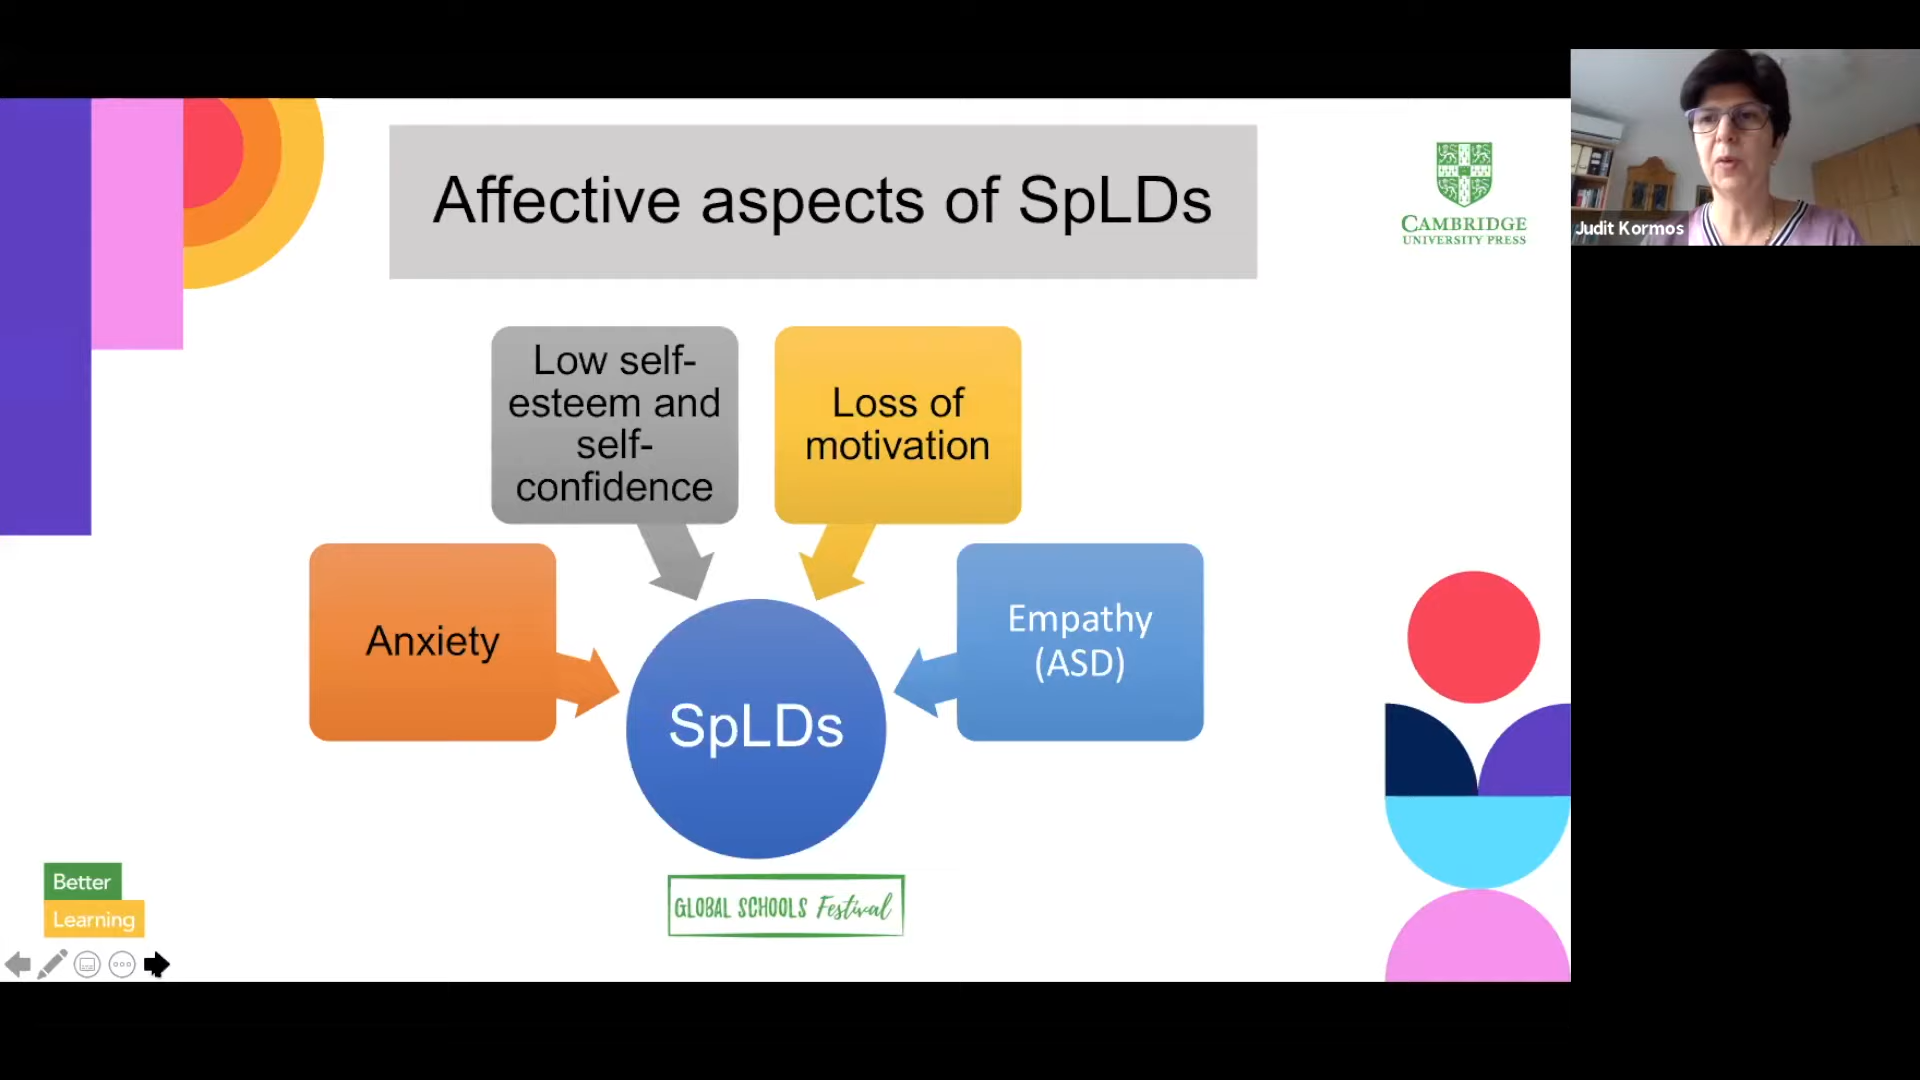 Affective aspects of SpLDs
CAMBRIDGE
UNIVERSITY PRESS
Judit Kormos
Low self-
esteem and
self-
confidence
Loss of
motivation
Anxiety
Empathy
(ASD)
SpLDs
Better
Learning
GLOBAL SCHOOLS Festival